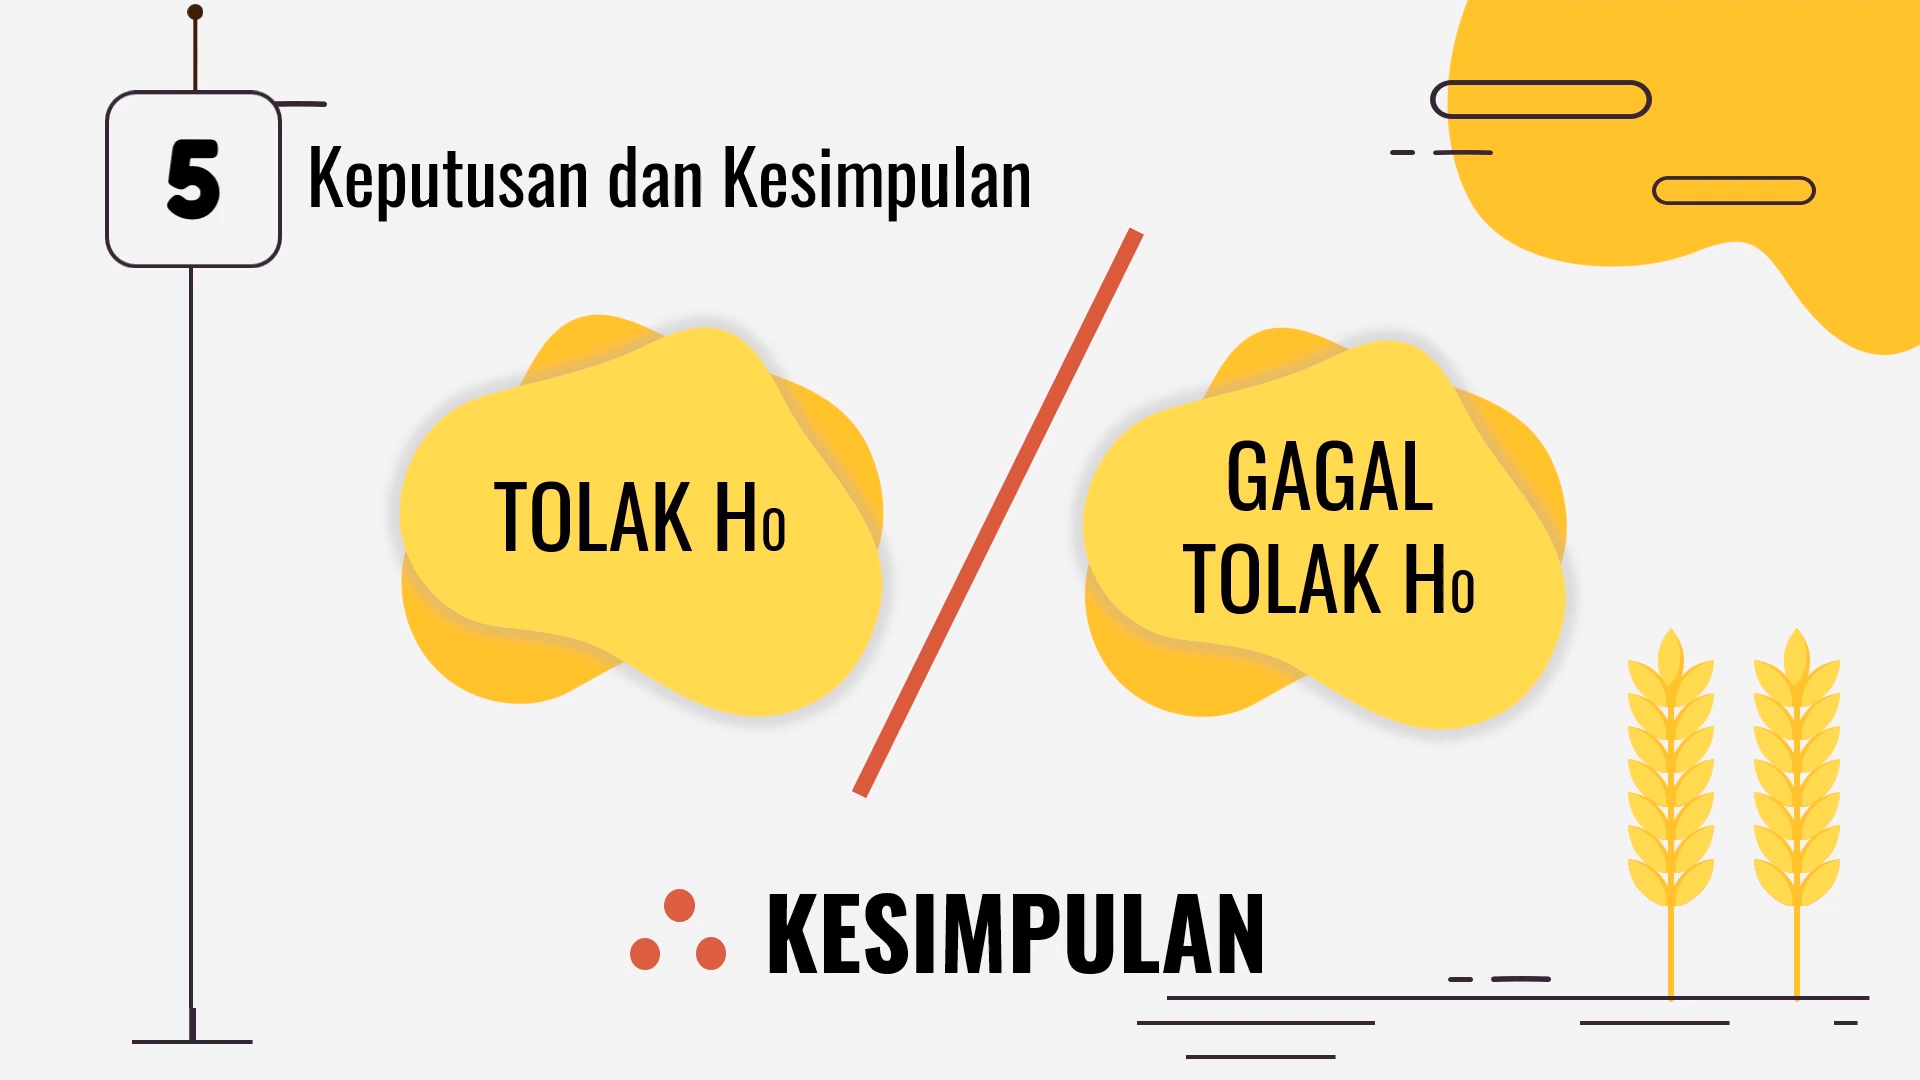 5
Keputusan dan Kesimpulan
TOLAK H0
GAGAL
TOLAK H0
∴ KESIMPULAN